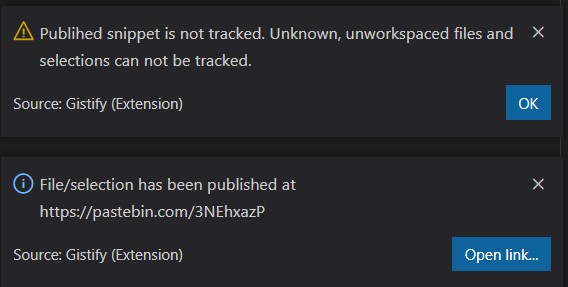 Publihed snippet is not tracked. Unknown, unworkspaced files and
selections can not be tracked.
Source: Gistify (Extension)
OK
File/selection has been published at
https://pastebin.com/3NEhxazP
Source: Gistify (Extension)
Open link...